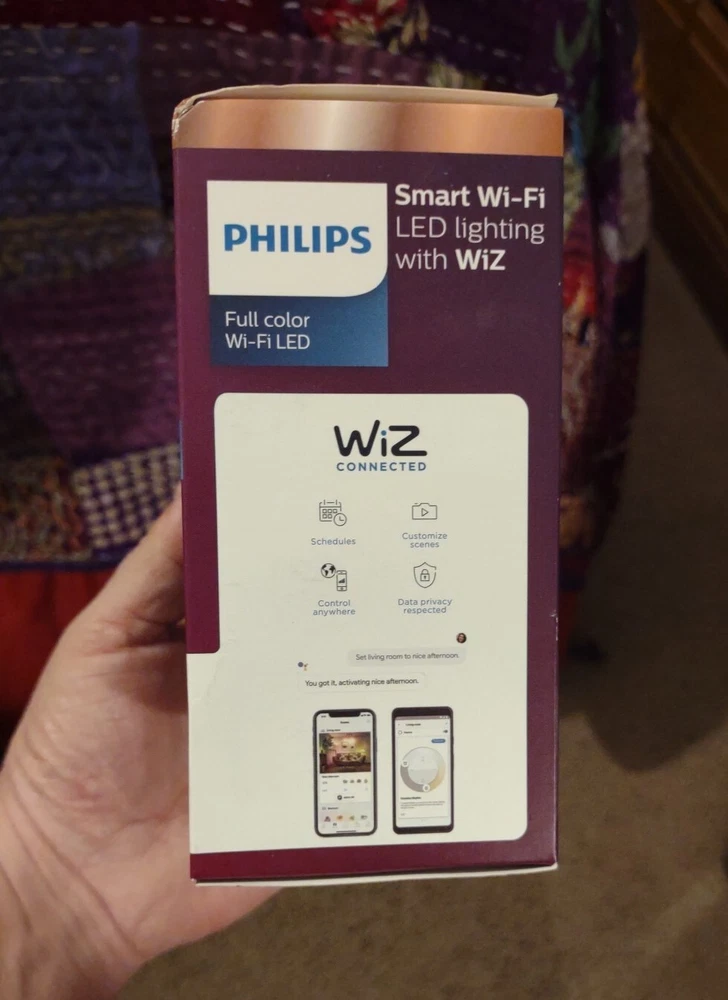 PHILIPS
Smart Wi-Fi
LED lighting
with WiZ
Full color
Wi-Fi LED
WiZ
CONNECTED
Schedules
Customize
scenes
Control
anywhere
Data privacy
respected
Set living room to nice afternoon.
You got it, activating nice afternoon.